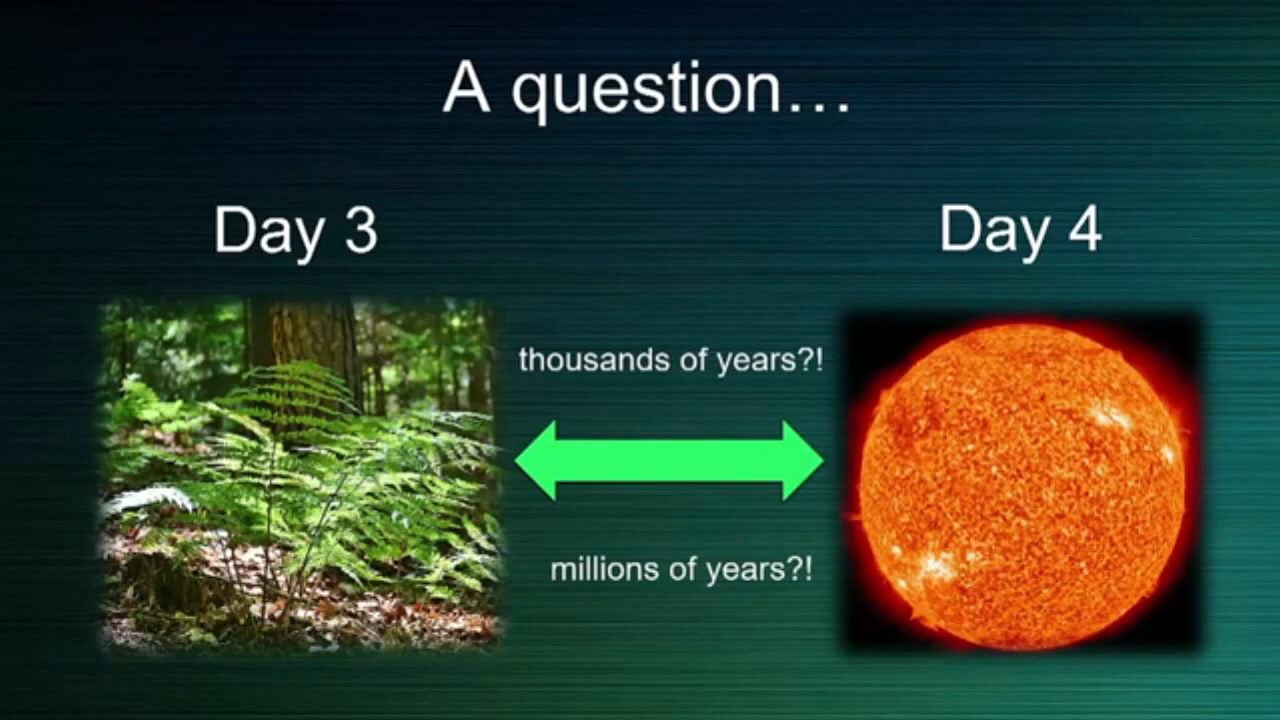 A question…
Day 3
Day 4
thousands of years?!
millions of years?!